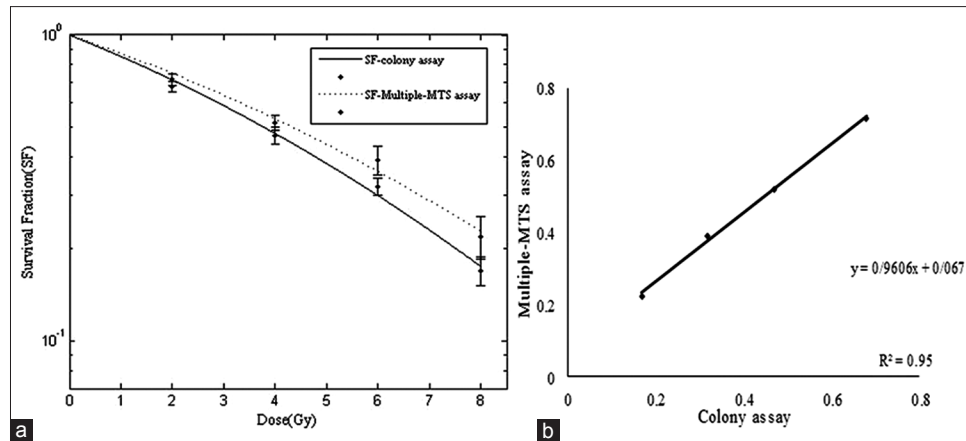 10⁰
10⁻¹
Survival Fraction(SF)
SF-colony assay
SF-Multiple-MTS assay
0 1 2 3 4 5 6 7 8
Dose(Gy)
a
0.8
0.6
0.4
0.2
0
Multiple-MTS assay
y = 0/9606x + 0/067
R² = 0.95
0 0.2 0.4 0.6 0.8
Colony assay
b